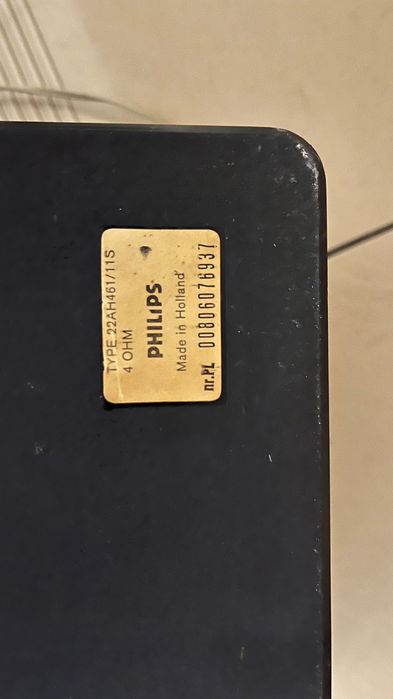 TYPE 22AH461/11S
4 OHM
PHILIPS
Made in Holland
nr.PL 00806076937